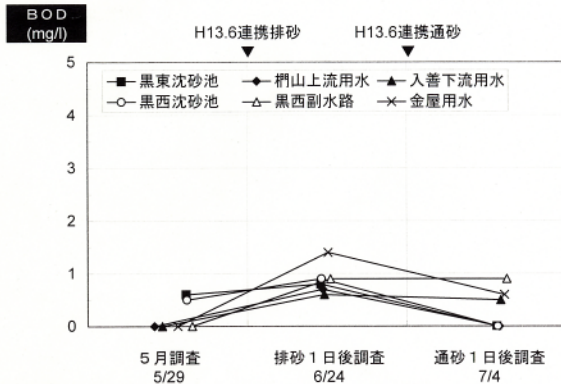 BOD
(mg/l)
H13.6連携排砂 H13.6連携通砂
▼ ▼
5
黒東沈砂池 椚山上流用水 入善下流用水
黒西沈砂池 黒西副水路 金屋用水
4
3
2
1
0
5月調査 排砂1日後調査 通砂1日後調査
5/29 6/24 7/4